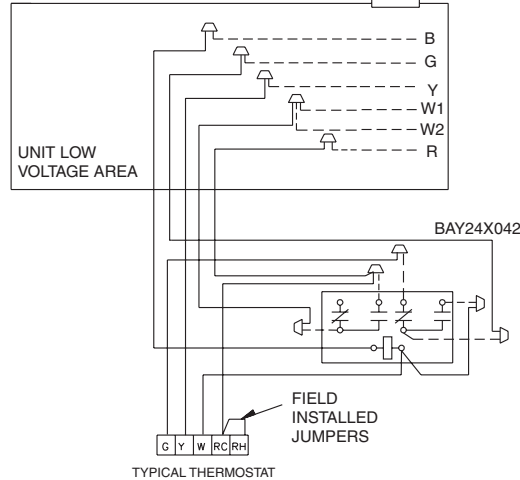 B
G
Y
W1
W2
R
UNIT LOW
VOLTAGE AREA
BAY24X042
FIELD
INSTALLED
JUMPERS
G Y W RC RH
TYPICAL THERMOSTAT